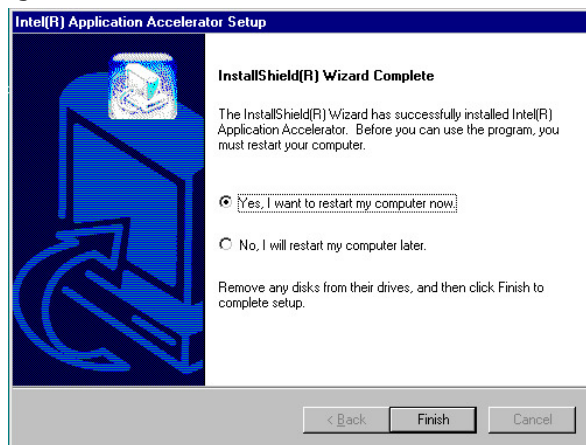 Intel(R) Application Accelerator Setup
InstallShield(R) Wizard Complete
The InstallShield(R) Wizard has successfully installed Intel(R)
Application Accelerator. Before you can use the program, you
must restart your computer.
Yes, I want to restart my computer now.
No, I will restart my computer later.
Remove any disks from their drives, and then click Finish to
complete setup.
< Back Finish Cancel